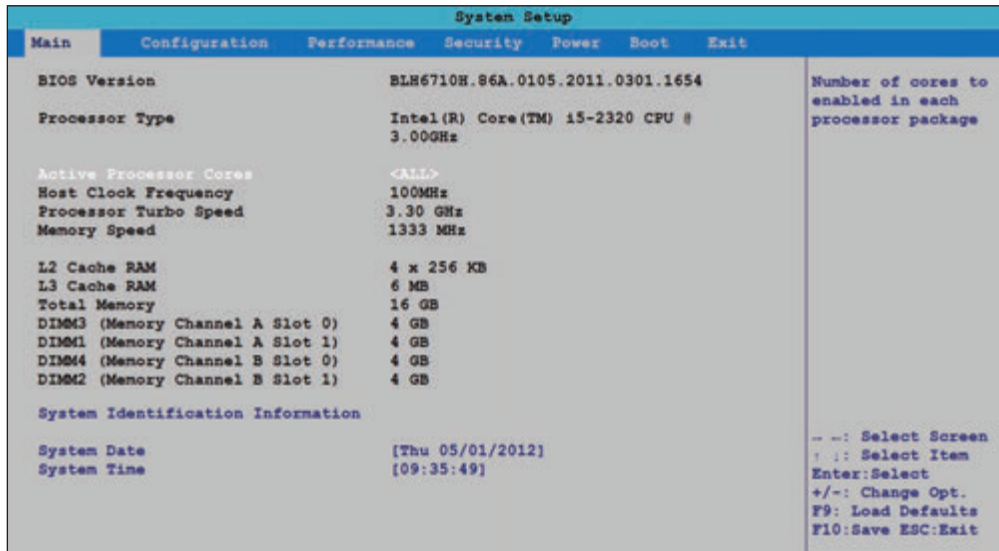 System Setup
Main Configuration Performance Security Power Boot Exit
BIOS Version BLH6710H.86A.0105.2011.0301.1654
Processor Type Intel(R) Core(TM) i5-2320 CPU @
3.00GHz
Active Processor Cores <ALL>
Host Clock Frequency 100MHz
Processor Turbo Speed 3.30 GHz
Memory Speed 1333 MHz
L2 Cache RAM 4 x 256 KB
L3 Cache RAM 6 MB
Total Memory 16 GB
DIMM3 (Memory Channel A Slot 0) 4 GB
DIMM1 (Memory Channel A Slot 1) 4 GB
DIMM4 (Memory Channel B Slot 0) 4 GB
DIMM2 (Memory Channel B Slot 1) 4 GB
System Identification Information
System Date [Thu 05/01/2012]
System Time [09:35:49]
Number of cores to
enabled in each
processor package
→ ←: Select Screen
↑ ↓: Select Item
Enter:Select
+/-: Change Opt.
F9: Load Defaults
F10:Save ESC:Exit